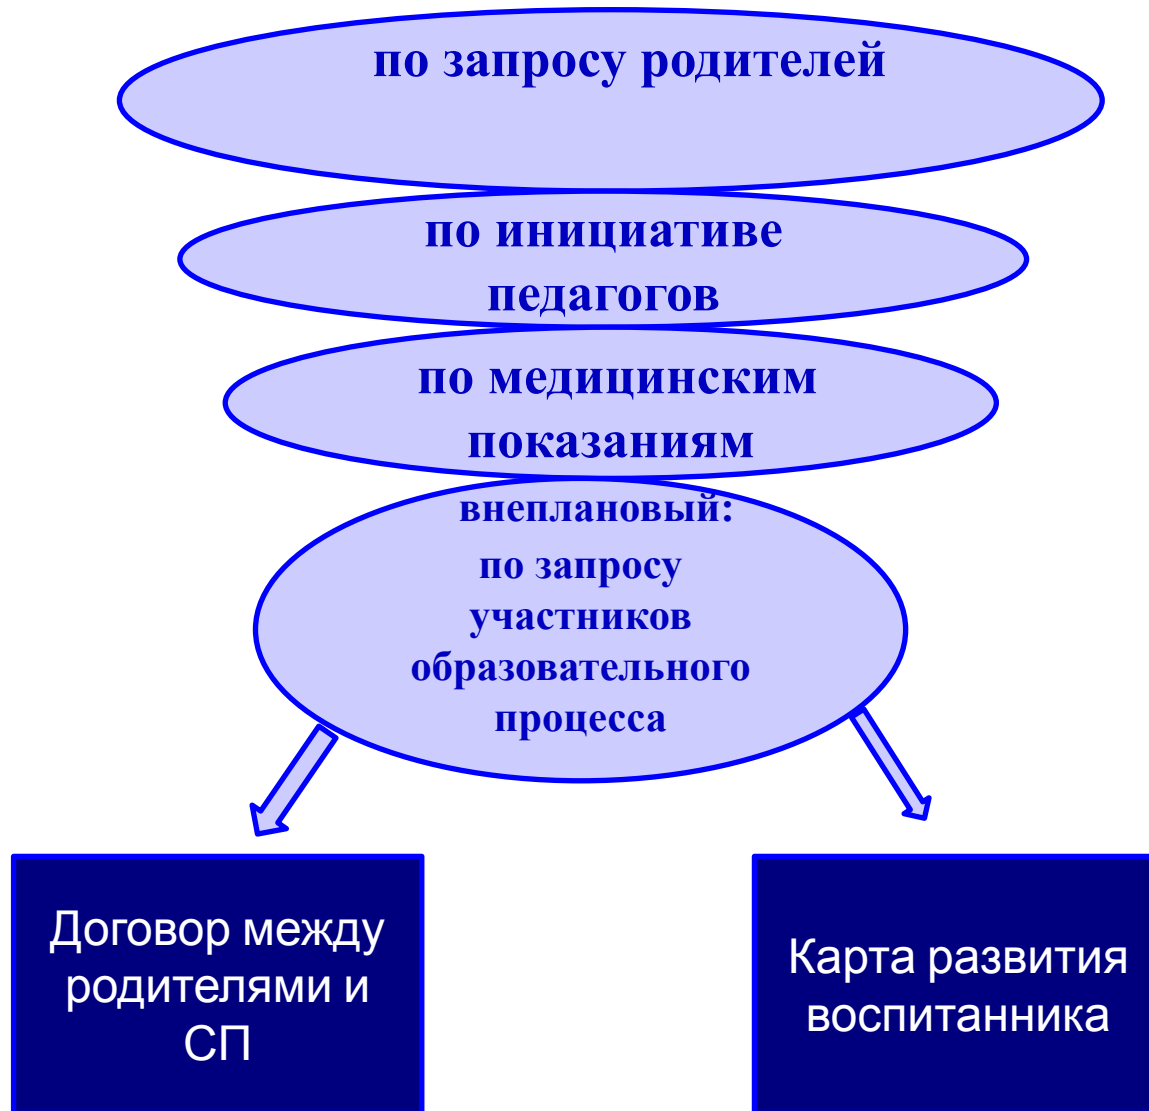 по запросу родителей
по инициативе
педагогов
по медицинским
показаниям
внеплановый:
по запросу
участников
образовательного
процесса
Договор между
родителями и
СП
Карта развития
воспитанника